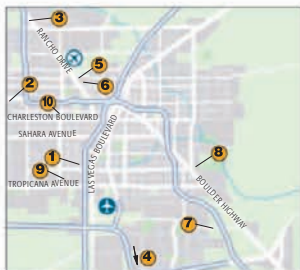 3
RANCHO DRIVE
5
2
6
10
CHARLESTON BOULEVARD
SAHARA AVENUE
LAS VEGAS BOULEVARD
1
8
9
TROPICANA AVENUE
BOULDER HIGHWAY
7
4